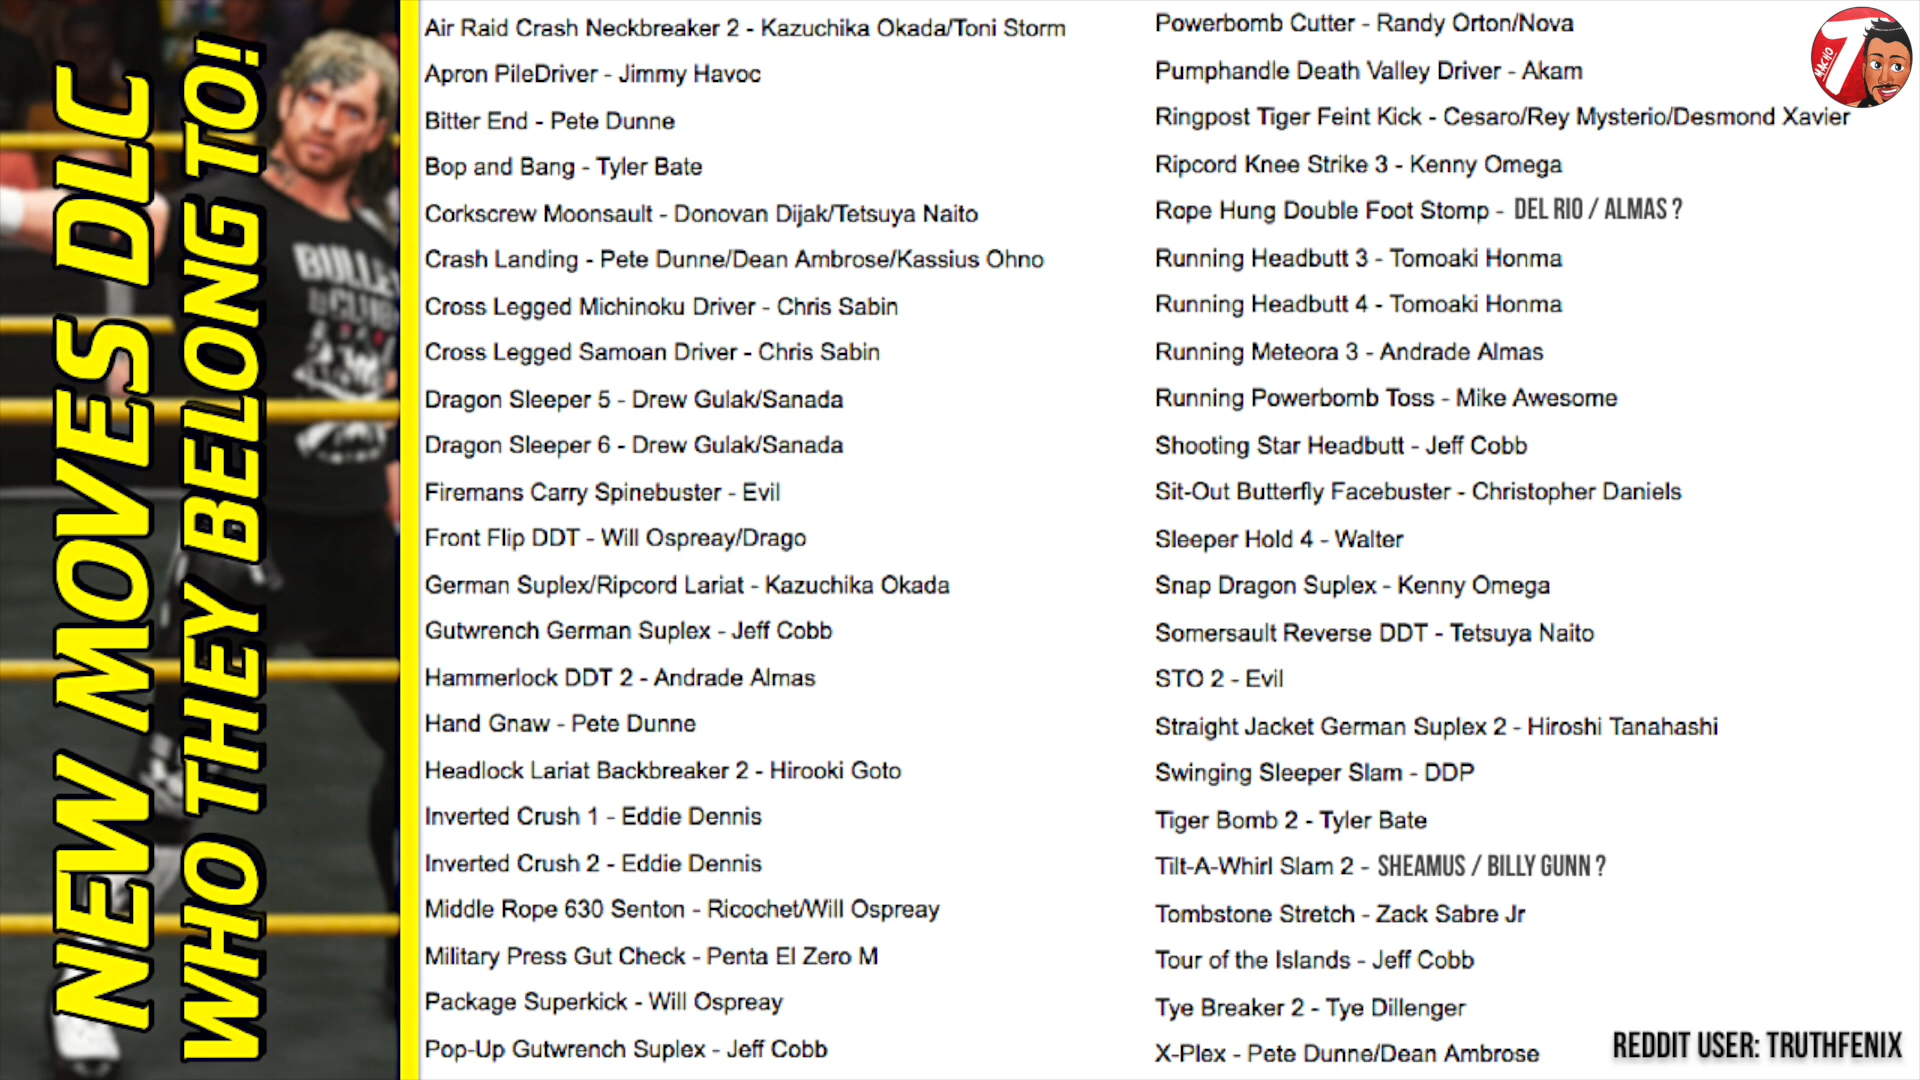 NEW MOVES DLC
WHO THEY BELONG TO!
BULLET
CLUB
Air Raid Crash Neckbreaker 2 - Kazuchika Okada/Toni Storm
Apron PileDriver - Jimmy Havoc
Bitter End - Pete Dunne
Bop and Bang - Tyler Bate
Corkscrew Moonsault - Donovan Dijak/Tetsuya Naito
Crash Landing - Pete Dunne/Dean Ambrose/Kassius Ohno
Cross Legged Michinoku Driver - Chris Sabin
Cross Legged Samoan Driver - Chris Sabin
Dragon Sleeper 5 - Drew Gulak/Sanada
Dragon Sleeper 6 - Drew Gulak/Sanada
Firemans Carry Spinebuster - Evil
Front Flip DDT - Will Ospreay/Drago
German Suplex/Ripcord Lariat - Kazuchika Okada
Gutwrench German Suplex - Jeff Cobb
Hammerlock DDT 2 - Andrade Almas
Hand Gnaw - Pete Dunne
Headlock Lariat Backbreaker 2 - Hirooki Goto
Inverted Crush 1 - Eddie Dennis
Inverted Crush 2 - Eddie Dennis
Middle Rope 630 Senton - Ricochet/Will Ospreay
Military Press Gut Check - Penta El Zero M
Package Superkick - Will Ospreay
Pop-Up Gutwrench Suplex - Jeff Cobb
Powerbomb Cutter - Randy Orton/Nova
Pumphandle Death Valley Driver - Akam
Ringpost Tiger Feint Kick - Cesaro/Rey Mysterio/Desmond Xavier
Ripcord Knee Strike 3 - Kenny Omega
Rope Hung Double Foot Stomp - DEL RIO / ALMAS ?
Running Headbutt 3 - Tomoaki Honma
Running Headbutt 4 - Tomoaki Honma
Running Meteora 3 - Andrade Almas
Running Powerbomb Toss - Mike Awesome
Shooting Star Headbutt - Jeff Cobb
Sit-Out Butterfly Facebuster - Christopher Daniels
Sleeper Hold 4 - Walter
Snap Dragon Suplex - Kenny Omega
Somersault Reverse DDT - Tetsuya Naito
STO 2 - Evil
Straight Jacket German Suplex 2 - Hiroshi Tanahashi
Swinging Sleeper Slam - DDP
Tiger Bomb 2 - Tyler Bate
Tilt-A-Whirl Slam 2 - SHEAMUS / BILLY GUNN ?
Tombstone Stretch - Zack Sabre Jr
Tour of the Islands - Jeff Cobb
Tye Breaker 2 - Tye Dillenger
X-Plex - Pete Dunne/Dean Ambrose
MACHO T
REDDIT USER: TRUTHFENIX